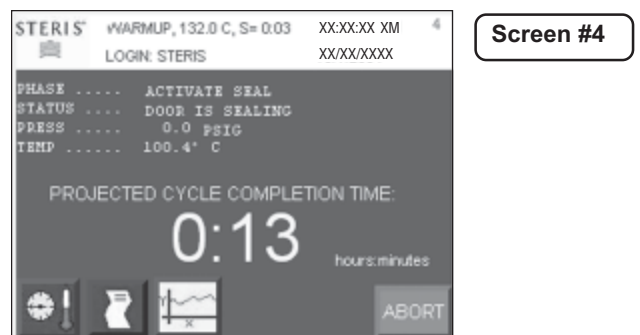 STERIS WARMUP, 132.0 C, S= 0:03 XX:XX:XX XM 4
LOGIN: STERIS XX/XX/XXXX
Screen #4
PHASE ..... ACTIVATE SEAL
STATUS ..... DOOR IS SEALING
PRESS ..... 0.0 PSIG
TEMP ...... 100.4° C
PROJECTED CYCLE COMPLETION TIME:
0:13 hours:minutes
Y
X
ABORT